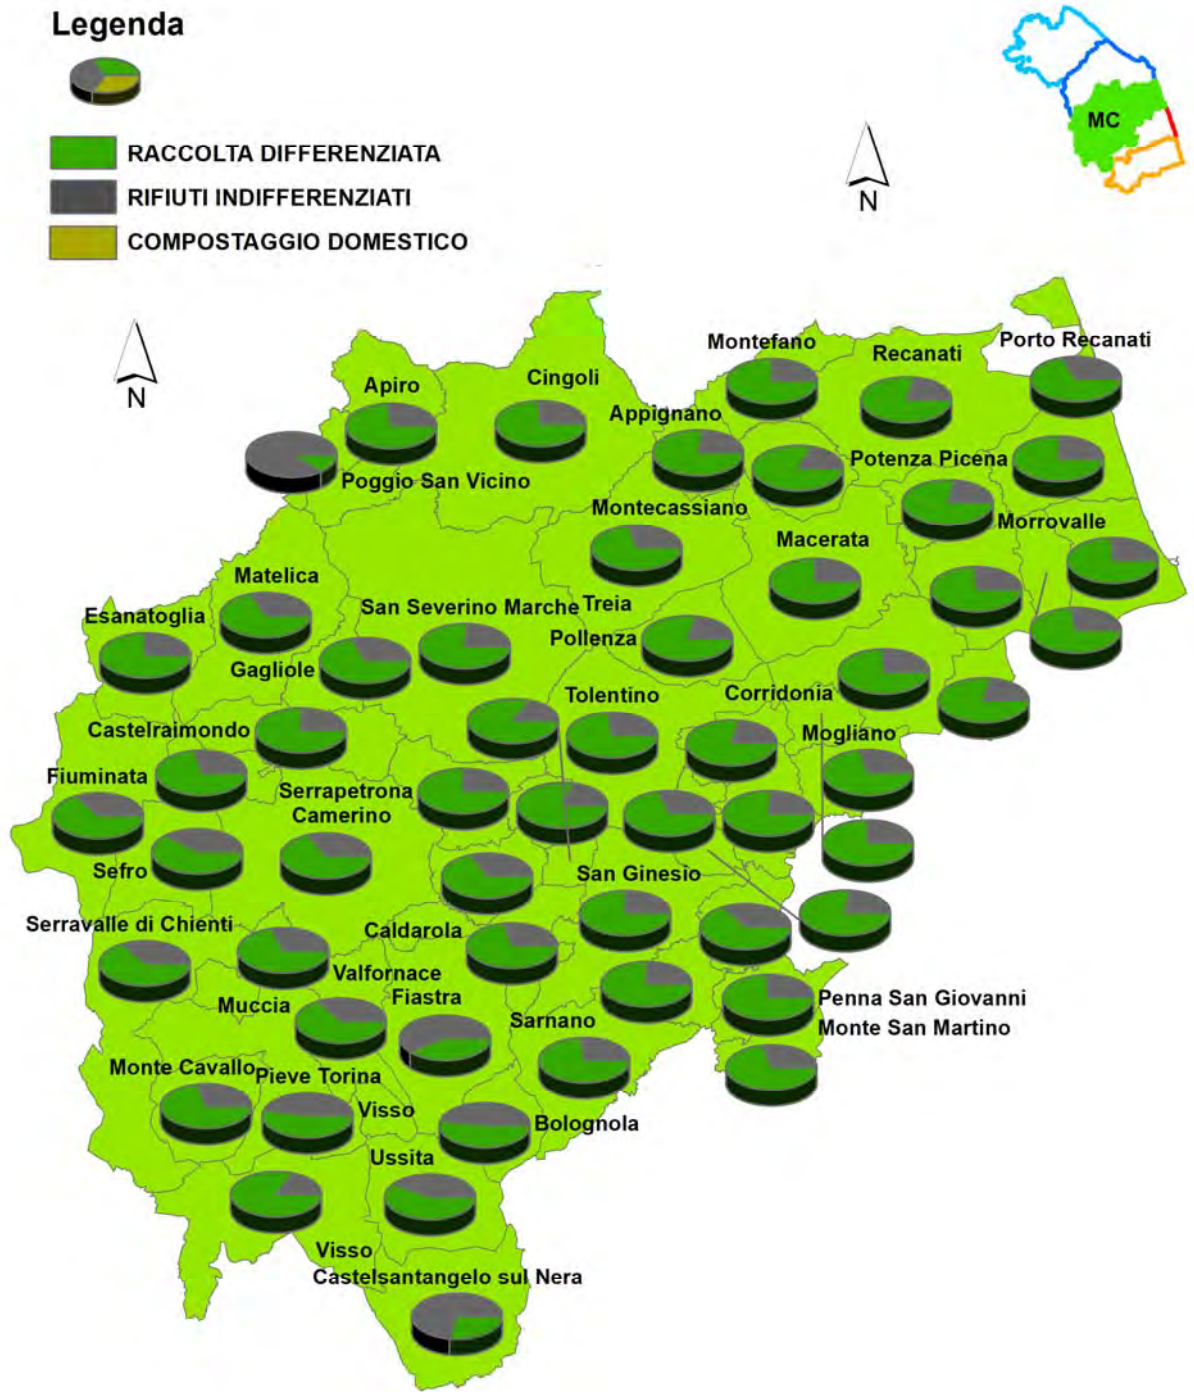 Legenda
RACCOLTA DIFFERENZIATA
RIFIUTI INDIFFERENZIATI
COMPOSTAGGIO DOMESTICO
MC
N
N
Montefano
Recanati
Porto Recanati
Apiro
Cingoli
Appignano
Poggio San Vicino
Potenza Picena
Montecassiano
Macerata
Morrovalle
Matelica
Esanatoglia
San Severino Marche
Treia
Gagliole
Pollenza
Tolentino
Corridonia
Castelraimondo
Mogliano
Fiuminata
Serrapetrona
Camerino
Sefro
San Ginesio
Serravalle di Chienti
Caldarola
Valfornace
Muccia
Fiastra
Sarnano
Penna San Giovanni
Monte San Martino
Monte Cavallo
Pieve Torina
Visso
Bolognola
Ussita
Visso
Castelsantangelo sul Nera